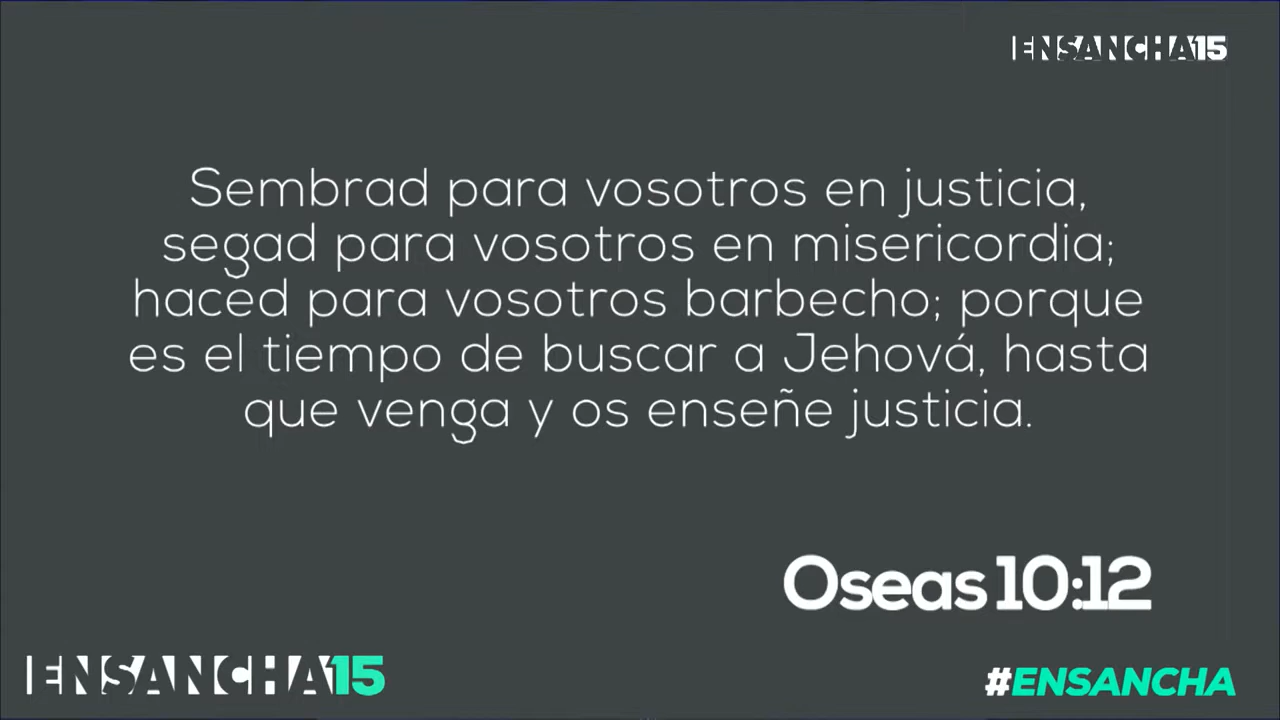 ENSANCHA15
Sembrad para vosotros en justicia,
segad para vosotros en misericordia;
haced para vosotros barbecho; porque
es el tiempo de buscar a Jehová, hasta
que venga y os enseñe justicia.
Oseas 10:12
ENSANCHA15
#ENSANCHA